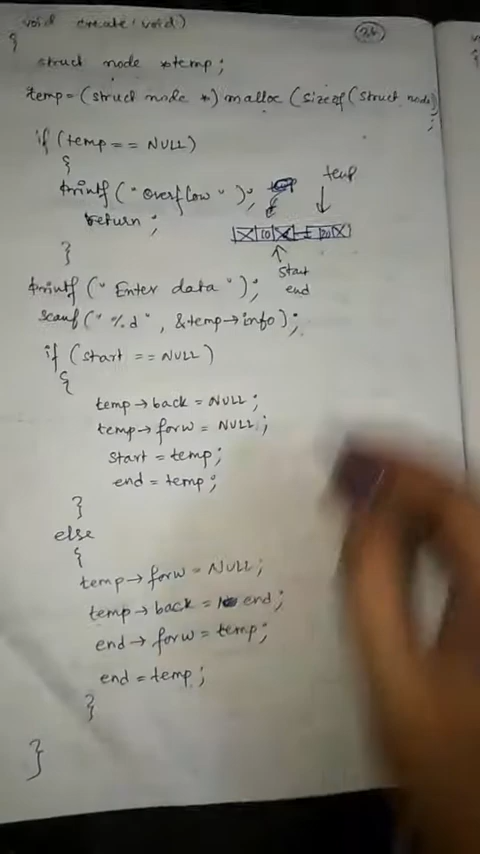 void create(void)
{
struct node *temp;
temp=(struct node *) malloc (sizeof(struct node)
;
if (temp == NULL)
{
printf("Overflow");
return;
}
temp
10
20
start
end
printf("Enter data");
scanf("%d", &temp→info);
if (start == NULL)
{
temp→back = NULL;
temp→forw = NULL;
start = temp;
end = temp;
}
else
{
temp→forw = NULL;
temp→back = end;
end→forw = temp;
end = temp;
}
}